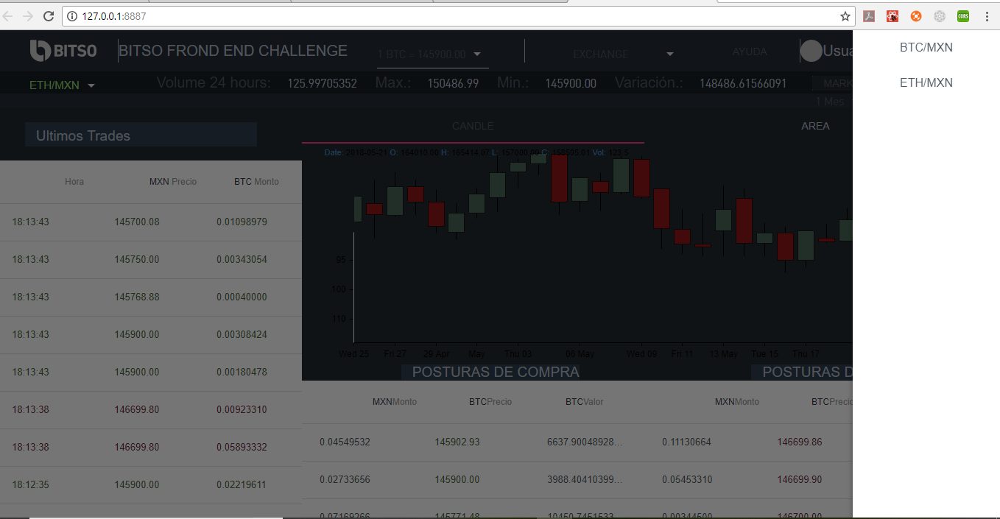 127.0.0.1:8887
BITSO
BITSO FROND END CHALLENGE
1 BTC = 145900.00
EXCHANGE
AYUDA
Usua
BTC/MXN
ETH/MXN
ETH/MXN
Volume 24 hours: 125.99705352 Max.: 150486.99 Min.: 145900.00 Variación.: 148486.61566091
MARK
1 Mes
Ultimos Trades
CANDLE
AREA
Date: 2018-05-21 O: 164010.00 H: 165414.07 L: 157000.00 C: 158505.01 Vol: 123.5
Hora MXN Precio BTC Monto
18:13:43 145700.08 0.01098979
18:13:43 145750.00 0.00343054
18:13:43 145768.88 0.00040000
18:13:43 145900.00 0.00308424
18:13:43 145900.00 0.00180478
18:13:38 146699.80 0.00923310
18:13:38 146699.80 0.05893332
18:12:35 145900.00 0.02219611
95
100
110
Wed 25 Fri 27 29 Apr May Thu 03 06 May Wed 09 Fri 11 13 May Tue 15 Thu 17
POSTURAS DE COMPRA
POSTURAS D
MXNMonto BTCPrecio BTCValor MXNMonto BTCPrecio
0.04549532 145902.93 6637.90048928... 0.11130664 146699.86
0.02733656 145900.00 3988.40410399... 0.05453310 146699.90
0.07169266 145771.48 10450.7451533... 0.00344500 146700.00